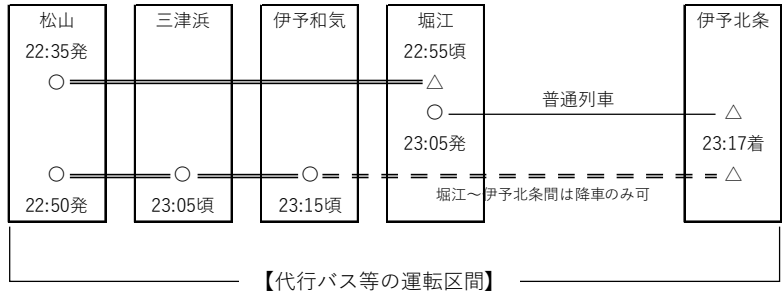 松山 三津浜 伊予和気 堀江 伊予北条
22:35発 22:55頃
○ △
普通列車
○ △
23:05発 23:17着
○ ○ ○ △
堀江~伊予北条間は降車のみ可
22:50発 23:05頃 23:15頃
【代行バス等の運転区間】